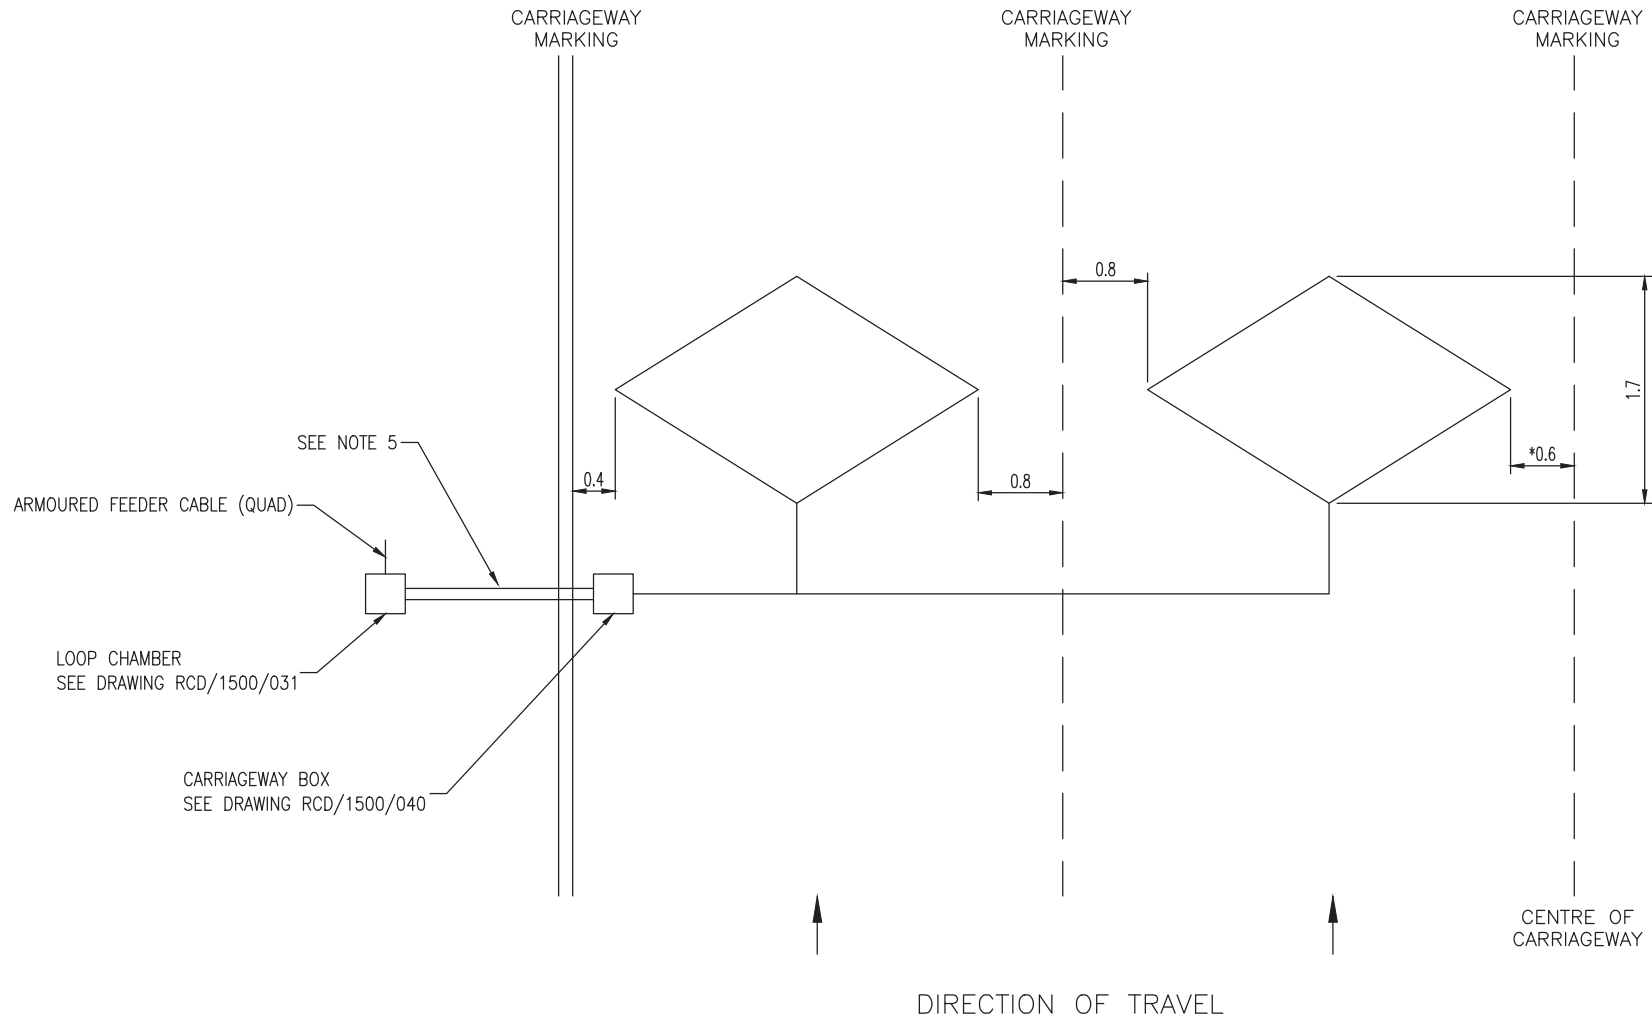 CARRIAGEWAY
MARKING
CARRIAGEWAY
MARKING
CARRIAGEWAY
MARKING
0.8
1.7
SEE NOTE 5
*0.6
0.4
0.8
ARMOURED FEEDER CABLE (QUAD)
LOOP CHAMBER
SEE DRAWING RCD/1500/031
CARRIAGEWAY BOX
SEE DRAWING RCD/1500/040
CENTRE OF
CARRIAGEWAY
DIRECTION OF TRAVEL